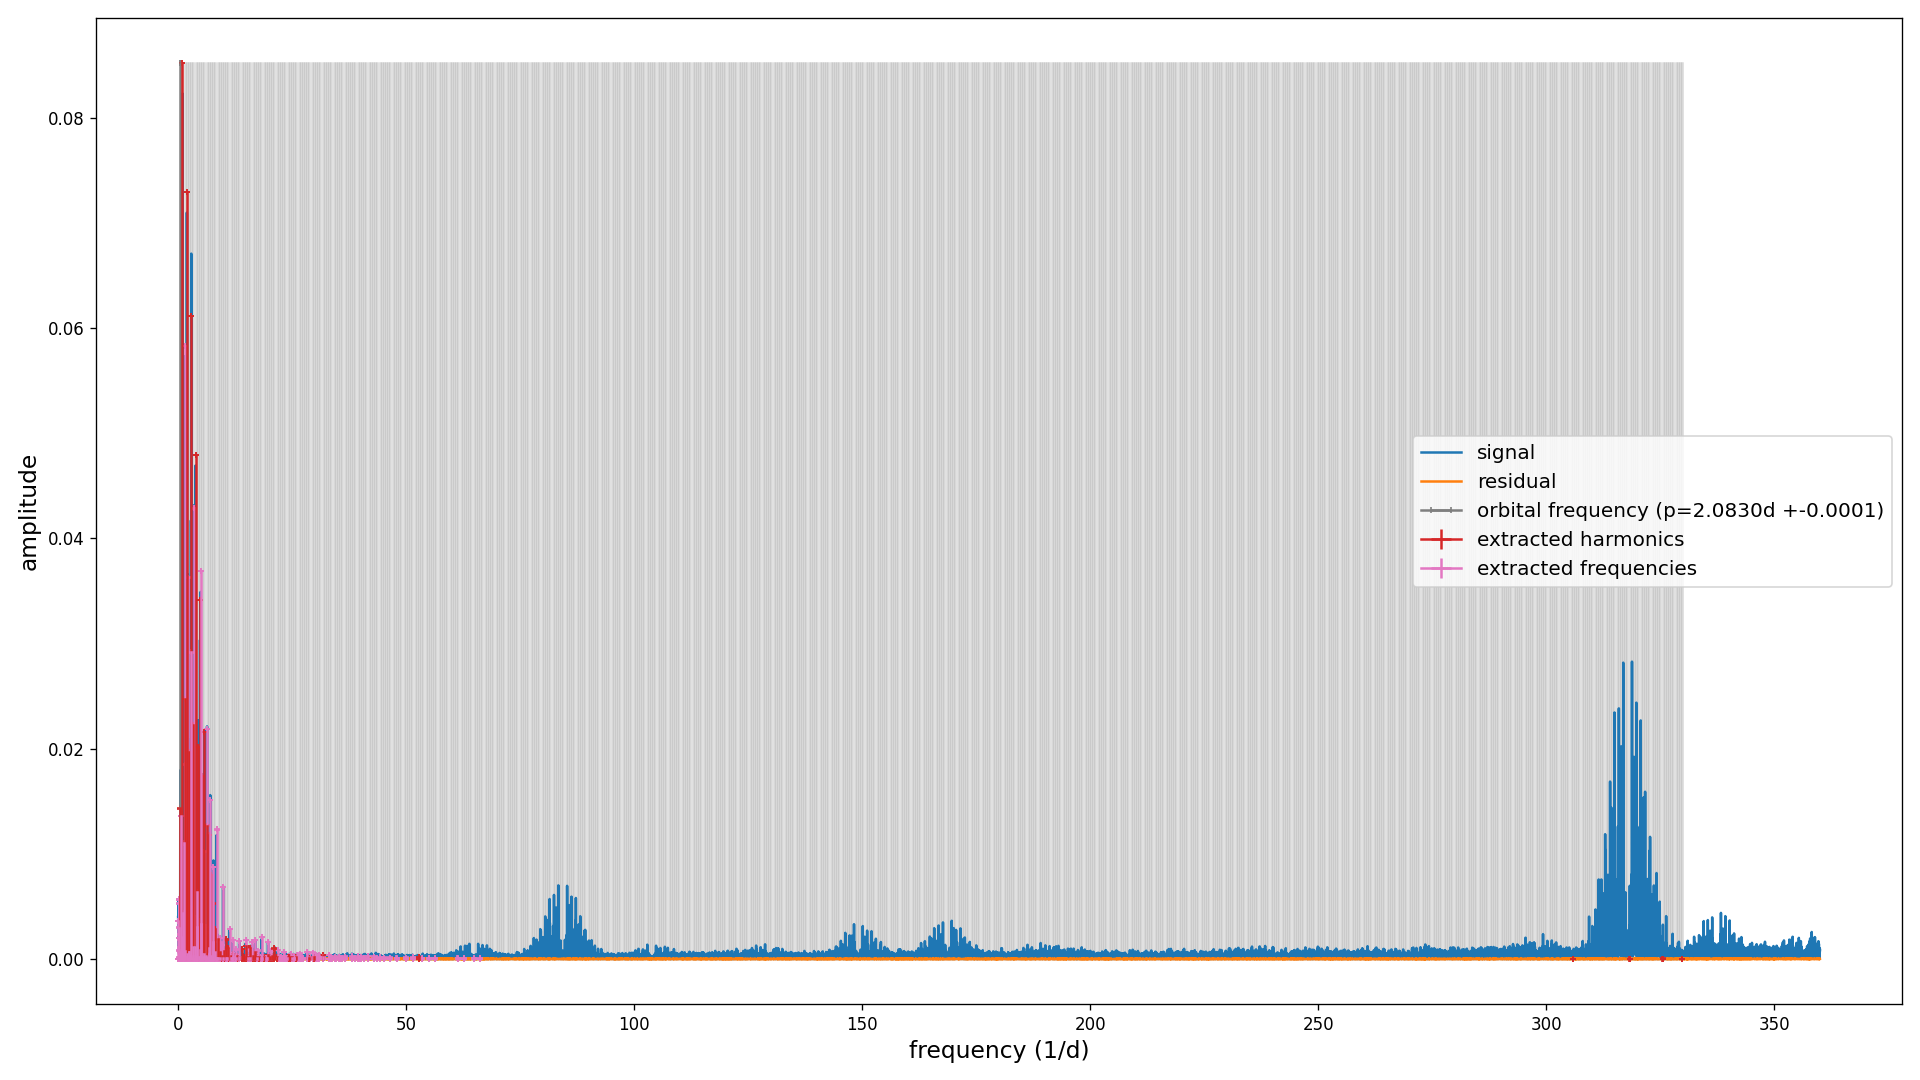 amplitude
0.08
0.06
0.04
0.02
0.00
signal
residual
orbital frequency (p=2.0830d +-0.0001)
extracted harmonics
extracted frequencies
0 50 100 150 200 250 300 350
frequency (1/d)